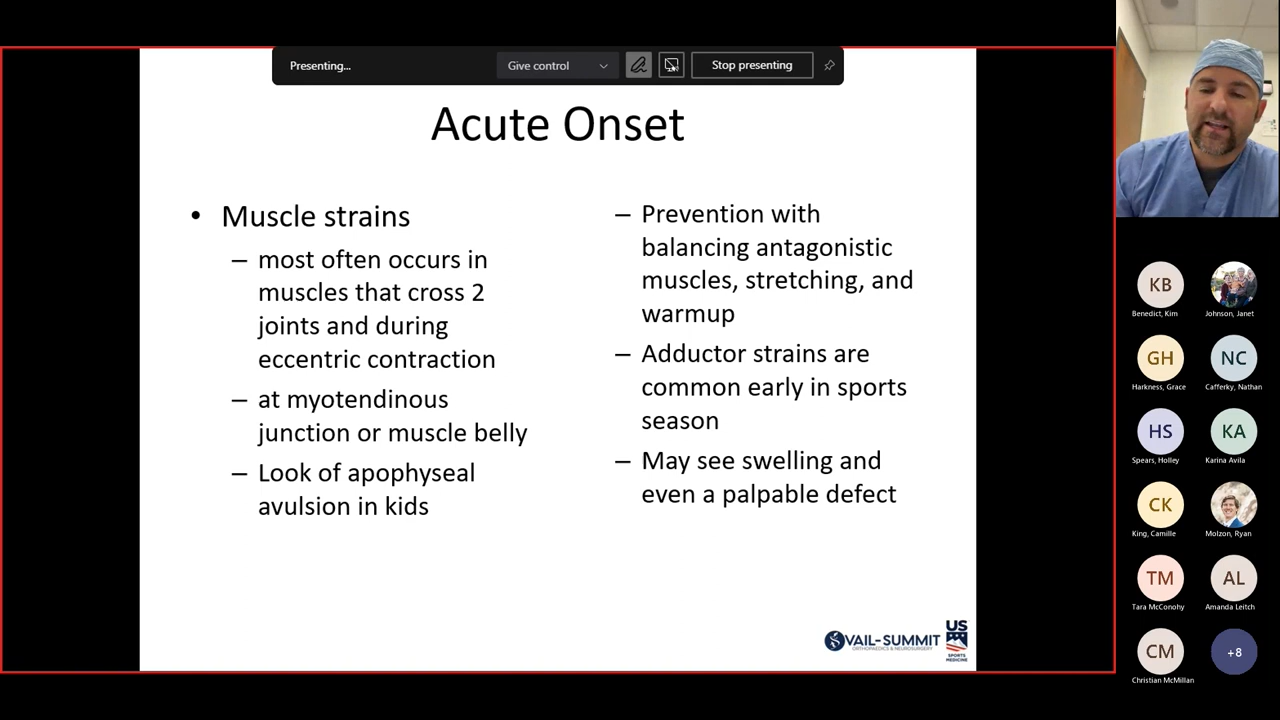 Presenting...
Give control
Stop presenting
Acute Onset
• Muscle strains
– most often occurs in
muscles that cross 2
joints and during
eccentric contraction
– at myotendinous
junction or muscle belly
– Look of apophyseal
avulsion in kids
– Prevention with
balancing antagonistic
muscles, stretching, and
warmup
– Adductor strains are
common early in sports
season
– May see swelling and
even a palpable defect
VAIL-SUMMIT
ORTHOPAEDICS & NEUROSURGERY
US
SPORTS
MEDICINE
KB
Benedict, Kim
Johnson, Janet
GH
Harkness, Grace
NC
Cafferky, Nathan
HS
Spears, Holley
KA
Karina Avila
CK
King, Camille
Molzon, Ryan
TM
Tara McConohy
AL
Amanda Leitch
CM
Christian McMillan
+8